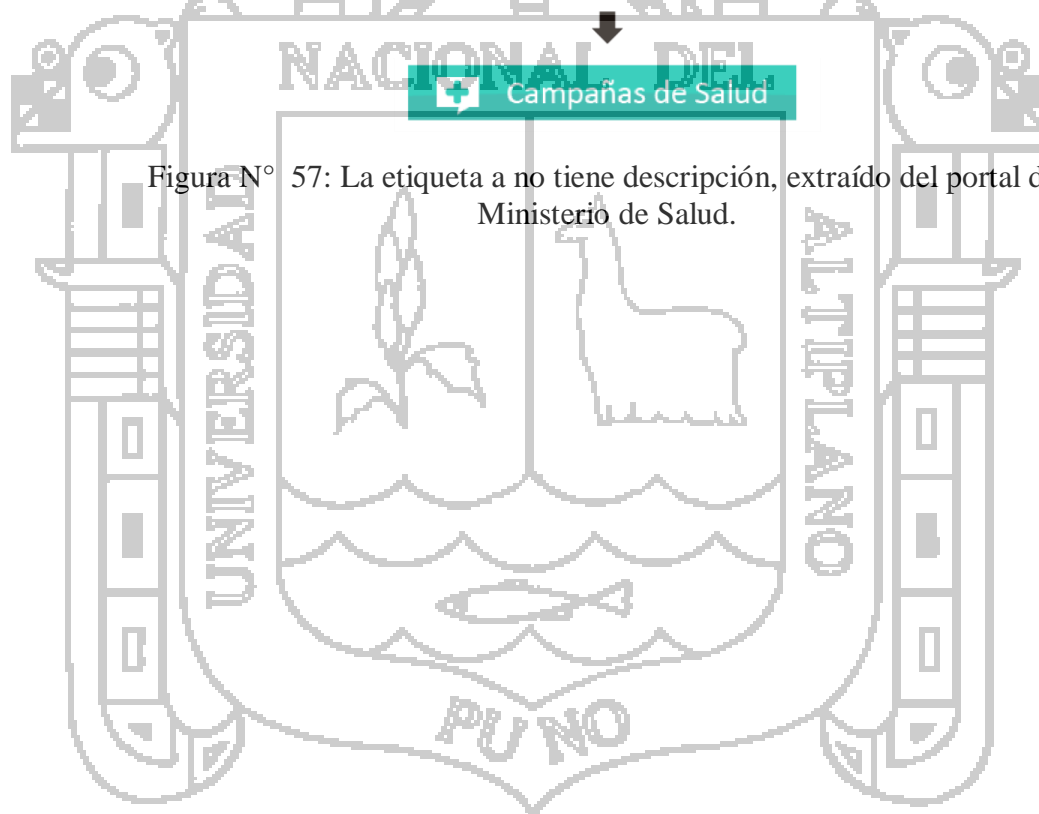 NACIONAL DEL
Campañas de Salud
Figura N° 57: La etiqueta a no tiene descripción, extraído del portal d
Ministerio de Salud.
UNIVERSIDAD
ALTIPLANO
PUNO